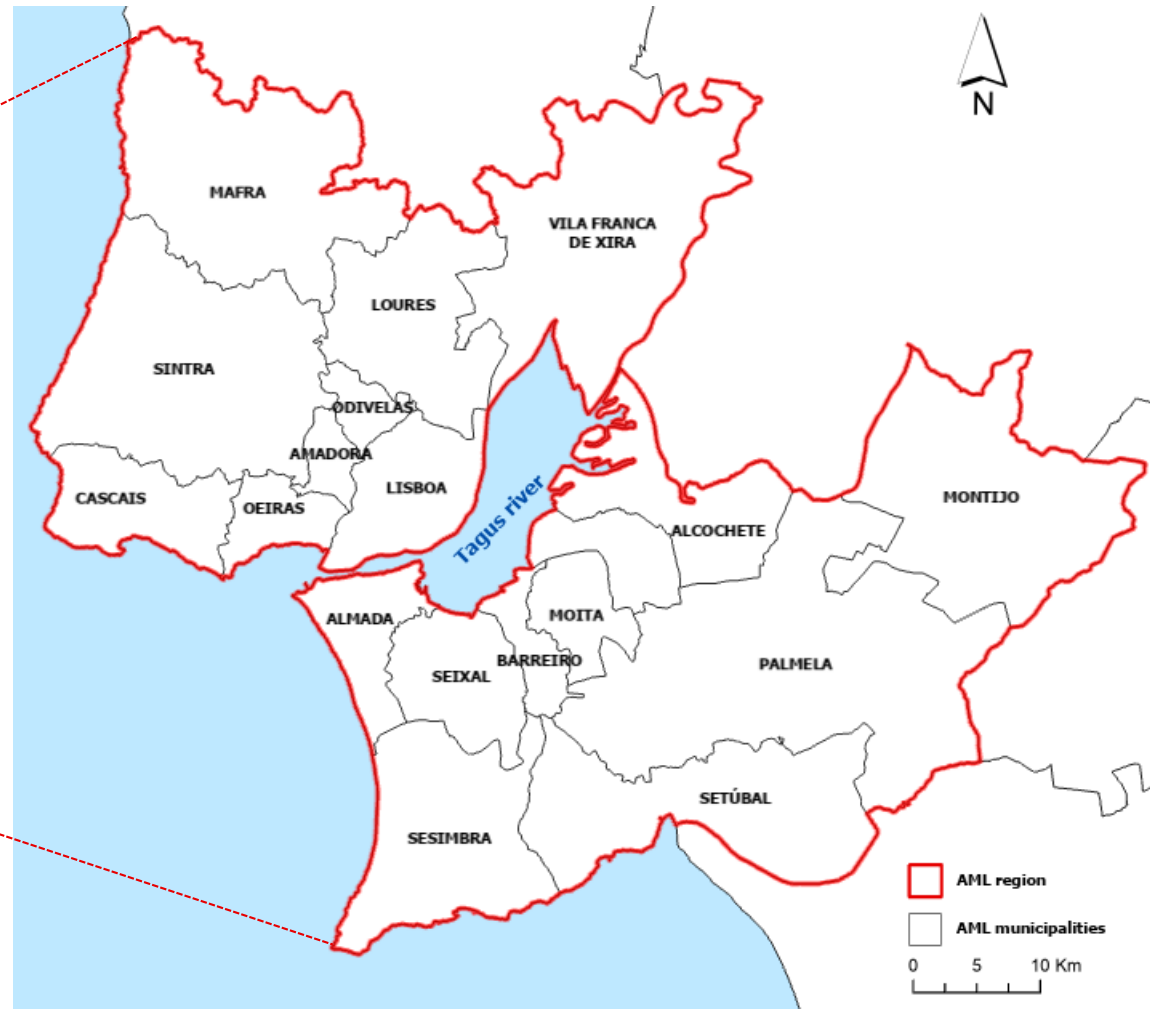 N
MAFRA
VILA FRANCA
DE XIRA
LOURES
SINTRA
ODIVELAS
AMADORA
LISBOA
CASCAIS
OEIRAS
Tagus river
MONTIJO
ALCOCHETE
ALMADA
MOITA
BARREIRO
SEIXAL
PALMELA
SETÚBAL
SESIMBRA
AML region
AML municipalities
0 5 10 Km